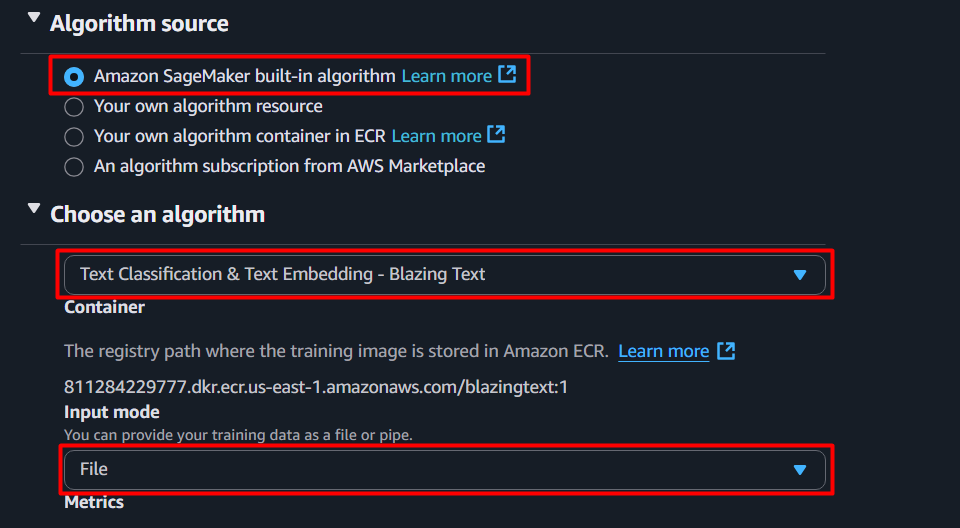 Algorithm source
Amazon SageMaker built-in algorithm Learn more
Your own algorithm resource
Your own algorithm container in ECR Learn more
An algorithm subscription from AWS Marketplace
Choose an algorithm
Text Classification & Text Embedding - Blazing Text
Container
The registry path where the training image is stored in Amazon ECR. Learn more
811284229777.dkr.ecr.us-east-1.amazonaws.com/blazingtext:1
Input mode
You can provide your training data as a file or pipe.
File
Metrics